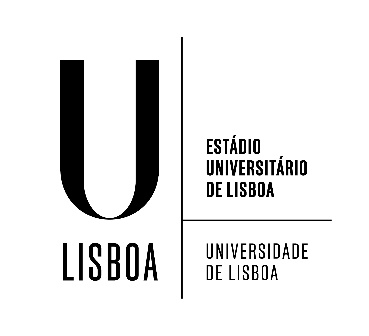 U
LISBOA
ESTÁDIO
UNIVERSITÁRIO
DE LISBOA
UNIVERSIDADE
DE LISBOA